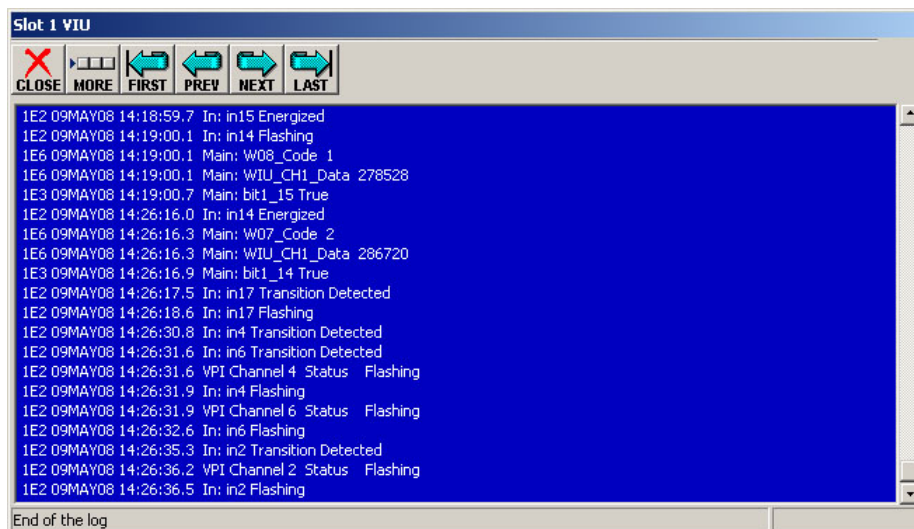 Slot 1 VIU
CLOSE MORE FIRST PREV NEXT LAST
1E2 09MAY08 14:18:59.7 In: in15 Energized
1E2 09MAY08 14:19:00.1 In: in14 Flashing
1E6 09MAY08 14:19:00.1 Main: W08_Code 1
1E6 09MAY08 14:19:00.1 Main: WIU_CH1_Data 278528
1E3 09MAY08 14:19:00.7 Main: bit1_15 True
1E2 09MAY08 14:26:16.0 In: in14 Energized
1E6 09MAY08 14:26:16.3 Main: W07_Code 2
1E6 09MAY08 14:26:16.3 Main: WIU_CH1_Data 286720
1E3 09MAY08 14:26:16.9 Main: bit1_14 True
1E2 09MAY08 14:26:17.5 In: in17 Transition Detected
1E2 09MAY08 14:26:18.6 In: in17 Flashing
1E2 09MAY08 14:26:30.8 In: in4 Transition Detected
1E2 09MAY08 14:26:31.6 In: in6 Transition Detected
1E2 09MAY08 14:26:31.6 VPI Channel 4 Status Flashing
1E2 09MAY08 14:26:31.9 In: in4 Flashing
1E2 09MAY08 14:26:31.9 VPI Channel 6 Status Flashing
1E2 09MAY08 14:26:32.6 In: in6 Flashing
1E2 09MAY08 14:26:35.3 In: in2 Transition Detected
1E2 09MAY08 14:26:36.2 VPI Channel 2 Status Flashing
1E2 09MAY08 14:26:36.5 In: in2 Flashing
End of the log